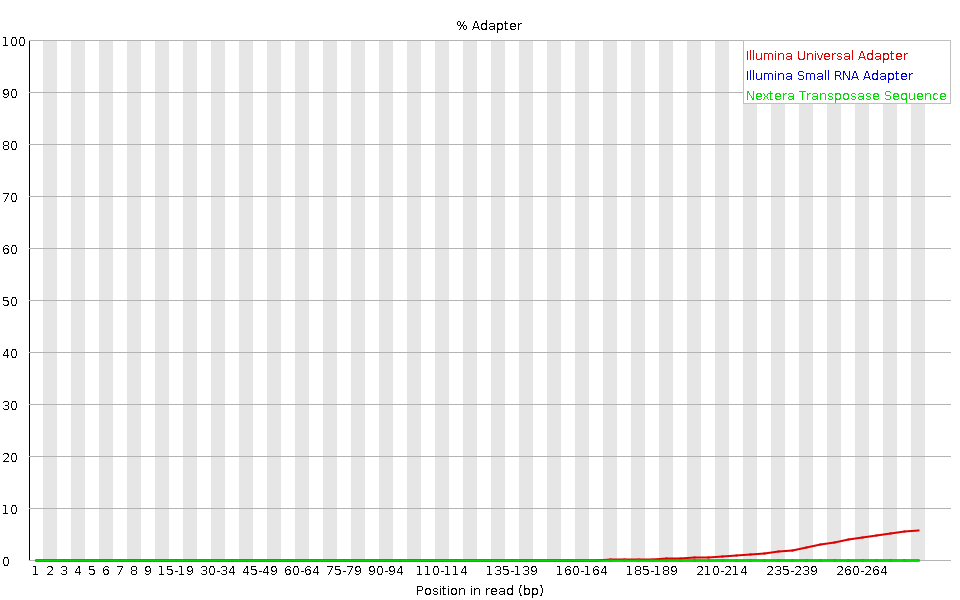 % Adapter
100
Illumina Universal Adapter
Illumina Small RNA Adapter
90
Nextera Transposase Sequence
80
70
60
50
40
30
20
10
0
1 2 3 4 5 6 7 8 9 15-19 30-34 45-49 60-64 75-79 90-94 110-114 135-139 160-164 185-189 210-214 235-239 260-264
Position in read (bp)